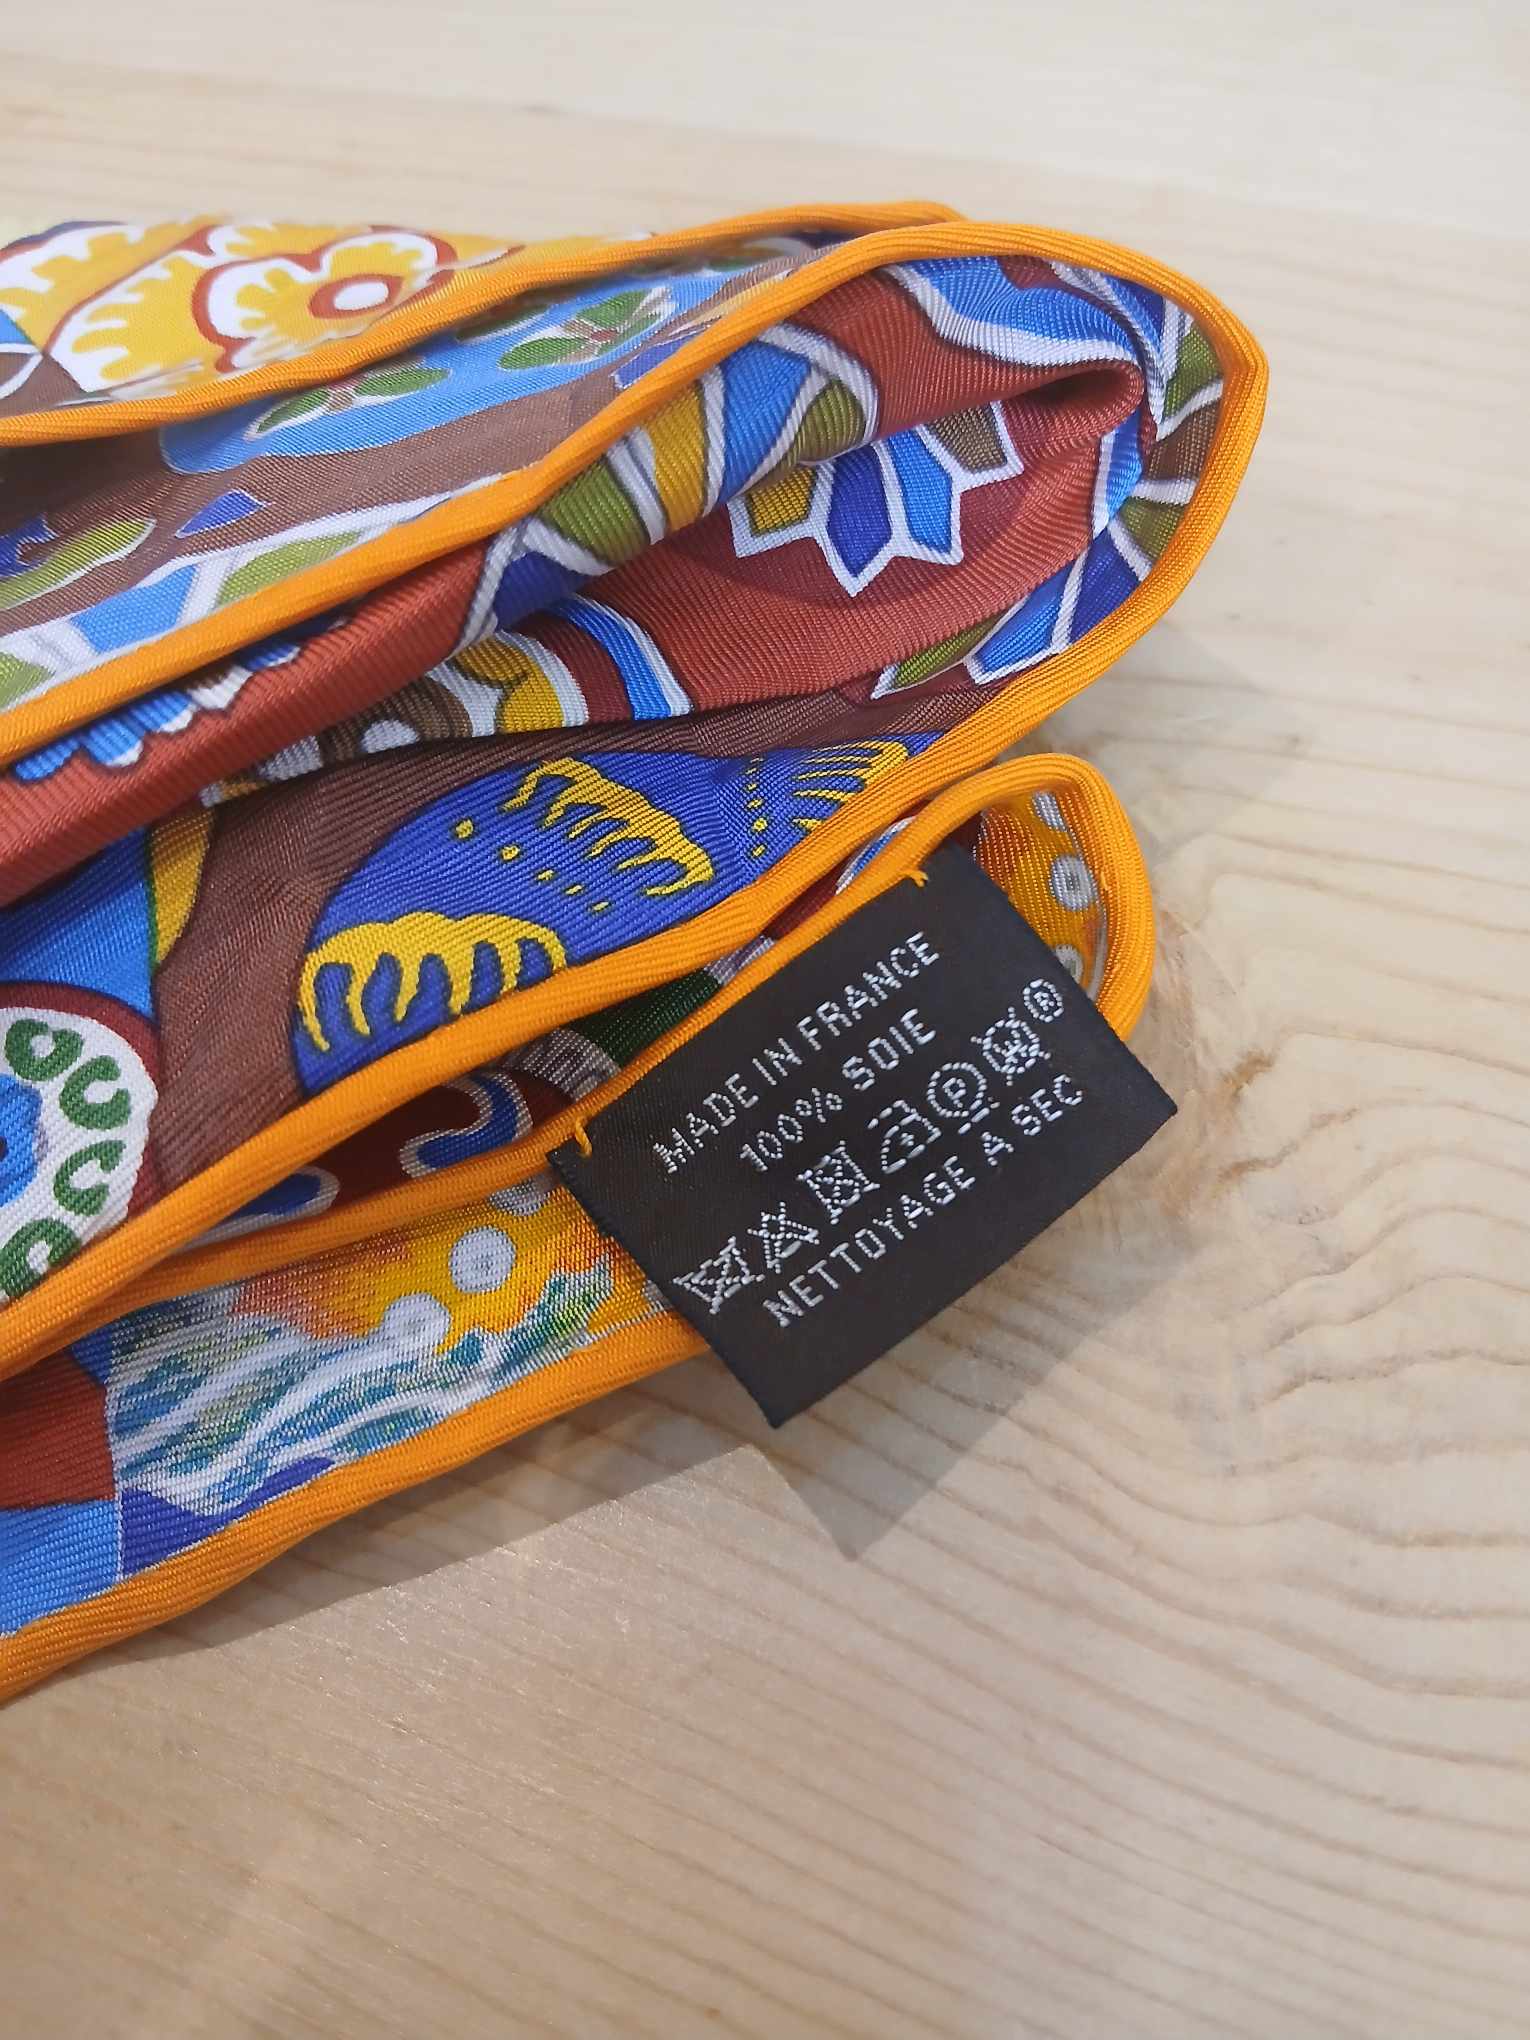 MADE IN FRANCE
100% SOIE
P W ®
NETTOYAGE A SEC